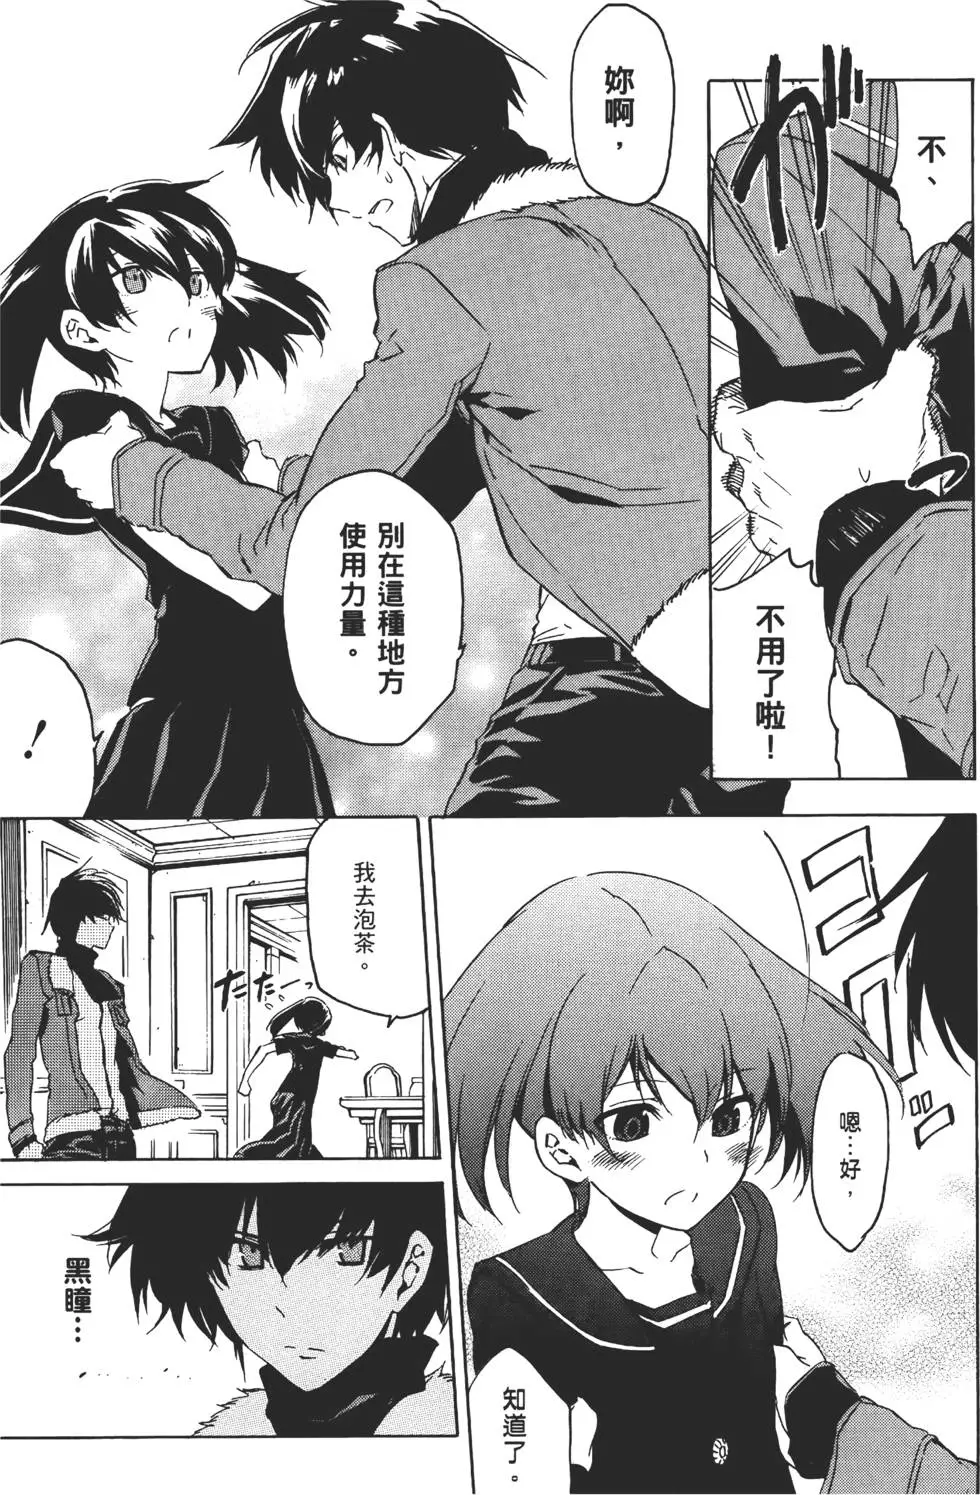 不、
不用了啦！
妳啊，
別在這種地方
使用力量。
！
嗯…好，
知道了。
我去泡茶。
たたーっ
黑瞳…